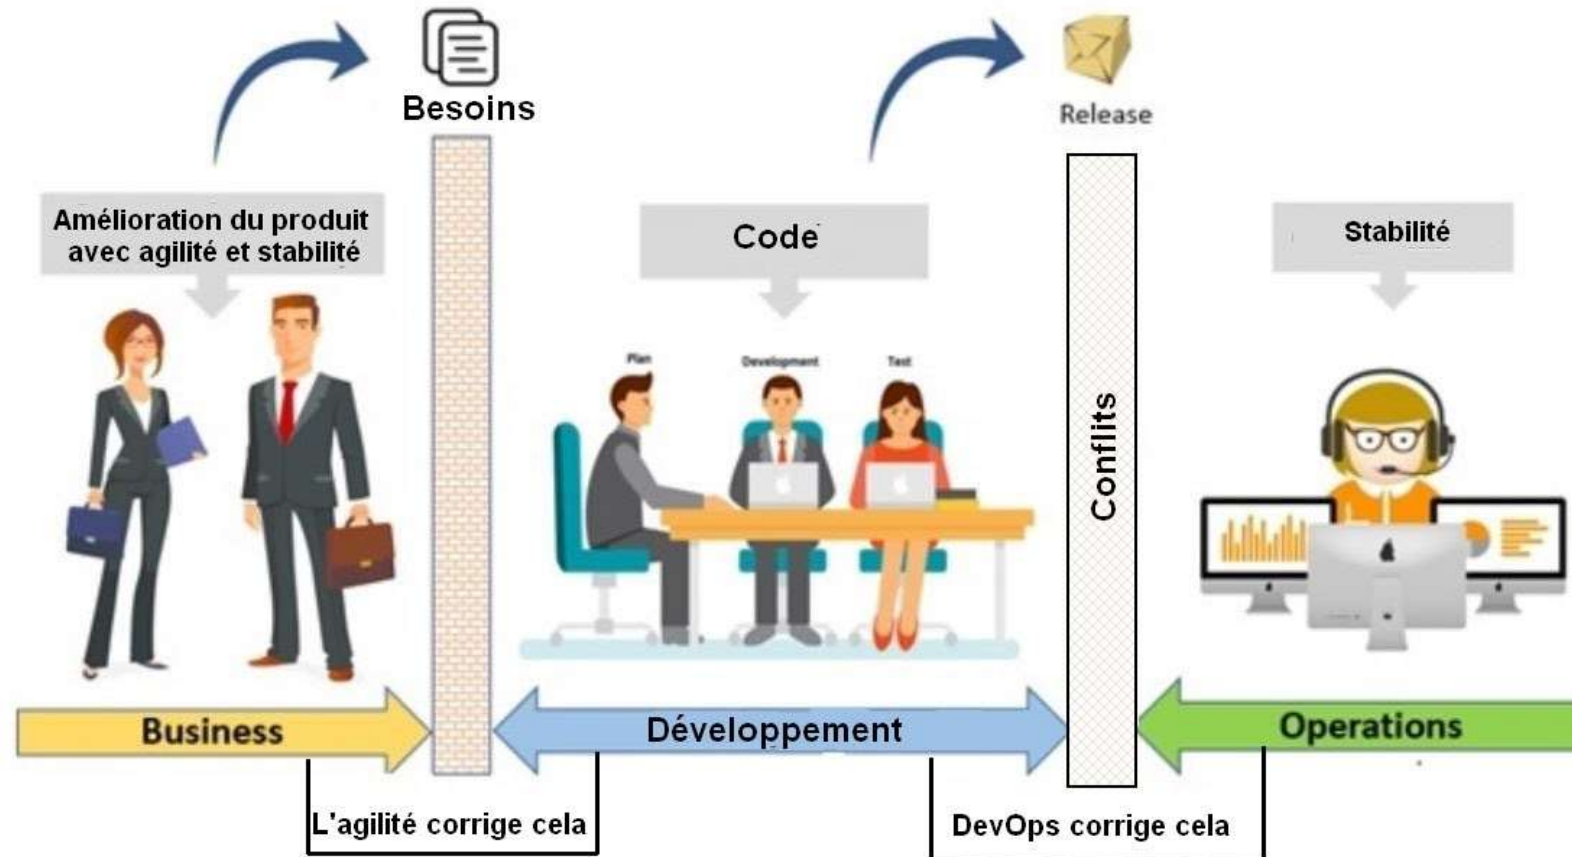 Besoins
Release
Amélioration du produit
avec agilité et stabilité
Code
Stabilité
Plan
Development
Test
Conflits
Business
Développement
Operations
L'agilité corrige cela
DevOps corrige cela